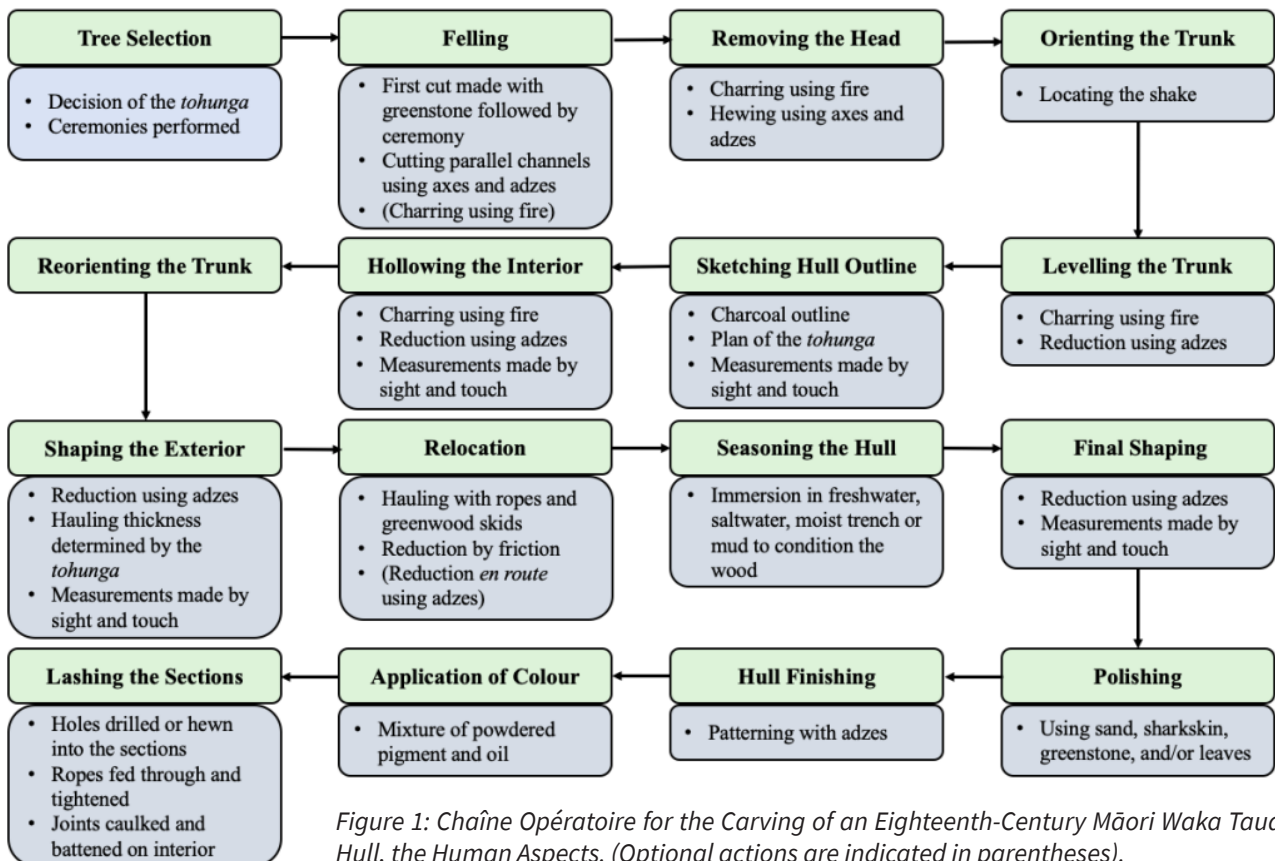 Tree Selection
• Decision of the tohunga
• Ceremonies performed
Felling
• First cut made with
greenstone followed by
ceremony
• Cutting parallel channels
using axes and adzes
• (Charring using fire)
Removing the Head
• Charring using fire
• Hewing using axes and
adzes
Orienting the Trunk
• Locating the shake
Levelling the Trunk
• Charring using fire
• Reduction using adzes
Sketching Hull Outline
• Charcoal outline
• Plan of the tohunga
• Measurements made by
sight and touch
Hollowing the Interior
• Charring using fire
• Reduction using adzes
• Measurements made by
sight and touch
Reorienting the Trunk
Shaping the Exterior
• Reduction using adzes
• Hauling thickness
determined by the
tohunga
• Measurements made by
sight and touch
Relocation
• Hauling with ropes and
greenwood skids
• Reduction by friction
• (Reduction en route
using adzes)
Seasoning the Hull
• Immersion in freshwater,
saltwater, moist trench or
mud to condition the
wood
Final Shaping
• Reduction using adzes
• Measurements made by
sight and touch
Polishing
• Using sand, sharkskin,
greenstone, and/or leaves
Hull Finishing
• Patterning with adzes
Application of Colour
• Mixture of powdered
pigment and oil
Lashing the Sections
• Holes drilled or hewn
into the sections
• Ropes fed through and
tightened
• Joints caulked and
battened on interior
Figure 1: Chaîne Opératoire for the Carving of an Eighteenth-Century Māori Waka
Hull, the Human Aspects. (Optional actions are indicated in parentheses).